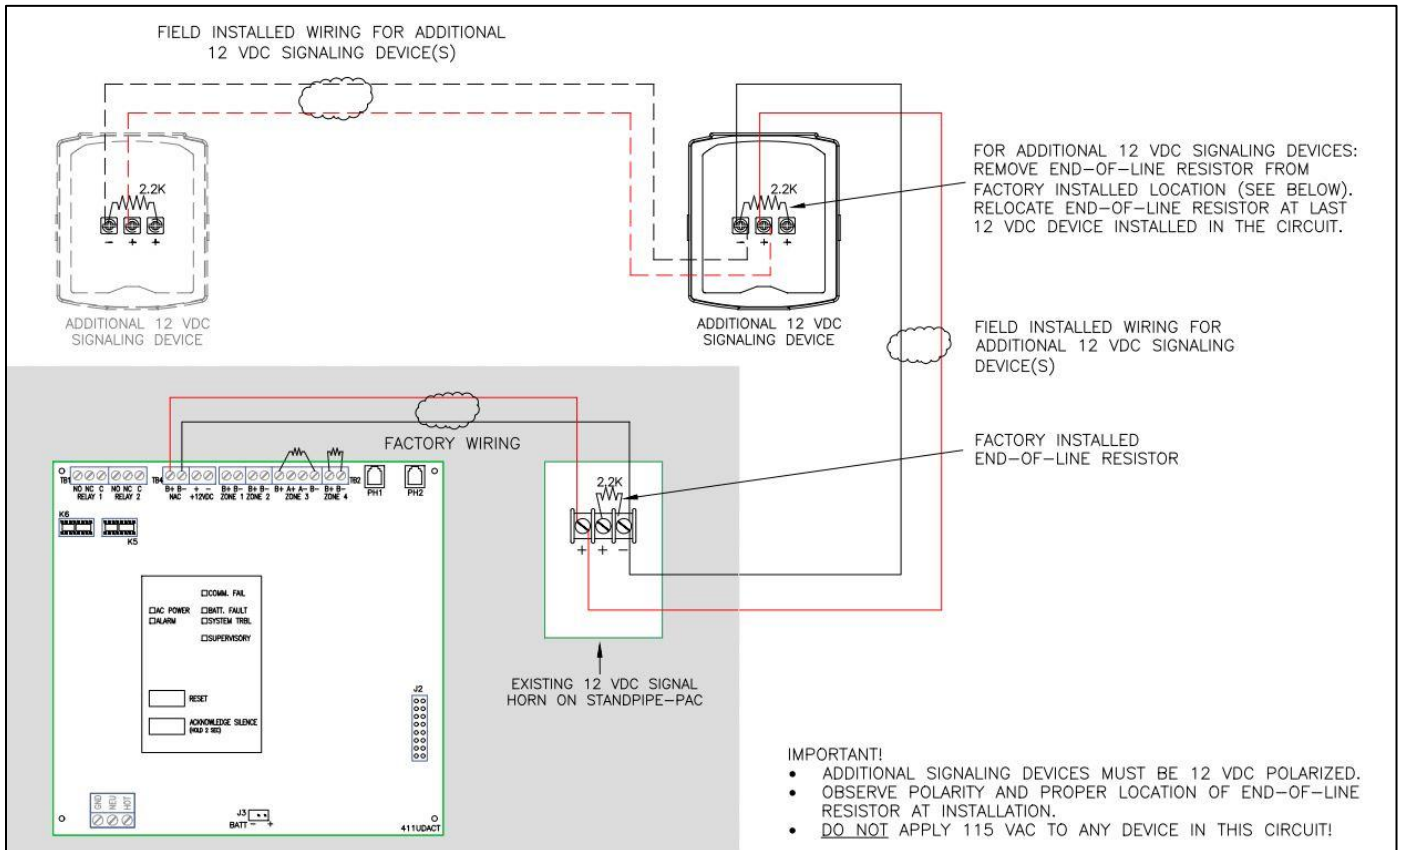 FIELD INSTALLED WIRING FOR ADDITIONAL
12 VDC SIGNALING DEVICE(S)
2.2K
- + +
ADDITIONAL 12 VDC
SIGNALING DEVICE
2.2K
- + +
ADDITIONAL 12 VDC
SIGNALING DEVICE
FOR ADDITIONAL 12 VDC SIGNALING DEVICES:
REMOVE END-OF-LINE RESISTOR FROM
FACTORY INSTALLED LOCATION (SEE BELOW).
RELOCATE END-OF-LINE RESISTOR AT LAST
12 VDC DEVICE INSTALLED IN THE CIRCUIT.
FIELD INSTALLED WIRING FOR
ADDITIONAL 12 VDC SIGNALING
DEVICE(S)
FACTORY WIRING
FACTORY INSTALLED
END-OF-LINE RESISTOR
TB1
NO NC C NO NC C
RELAY 1 RELAY 2
TB4
B+ B- + -
NAC +12VDC
B+ B- B+ B- B+ A+ A- B- B+ B-
ZONE 1 ZONE 2 ZONE 3 ZONE 4
TB2
PH1
PH2
K6
K5
COMM. FAIL
AC POWER BATT. FAULT
ALARM SYSTEM TRBL
SUPERVISORY
RESET
ACKNOWLEDGE SILENCE
(HOLD 2 SEC)
J2
GND
NEU
HOT
J3
BATT - +
411UDACT
2.2K
+ + -
EXISTING 12 VDC SIGNAL
HORN ON STANDPIPE-PAC
IMPORTANT!
• ADDITIONAL SIGNALING DEVICES MUST BE 12 VDC POLARIZED.
• OBSERVE POLARITY AND PROPER LOCATION OF END-OF-LINE
RESISTOR AT INSTALLATION.
• DO NOT APPLY 115 VAC TO ANY DEVICE IN THIS CIRCUIT!